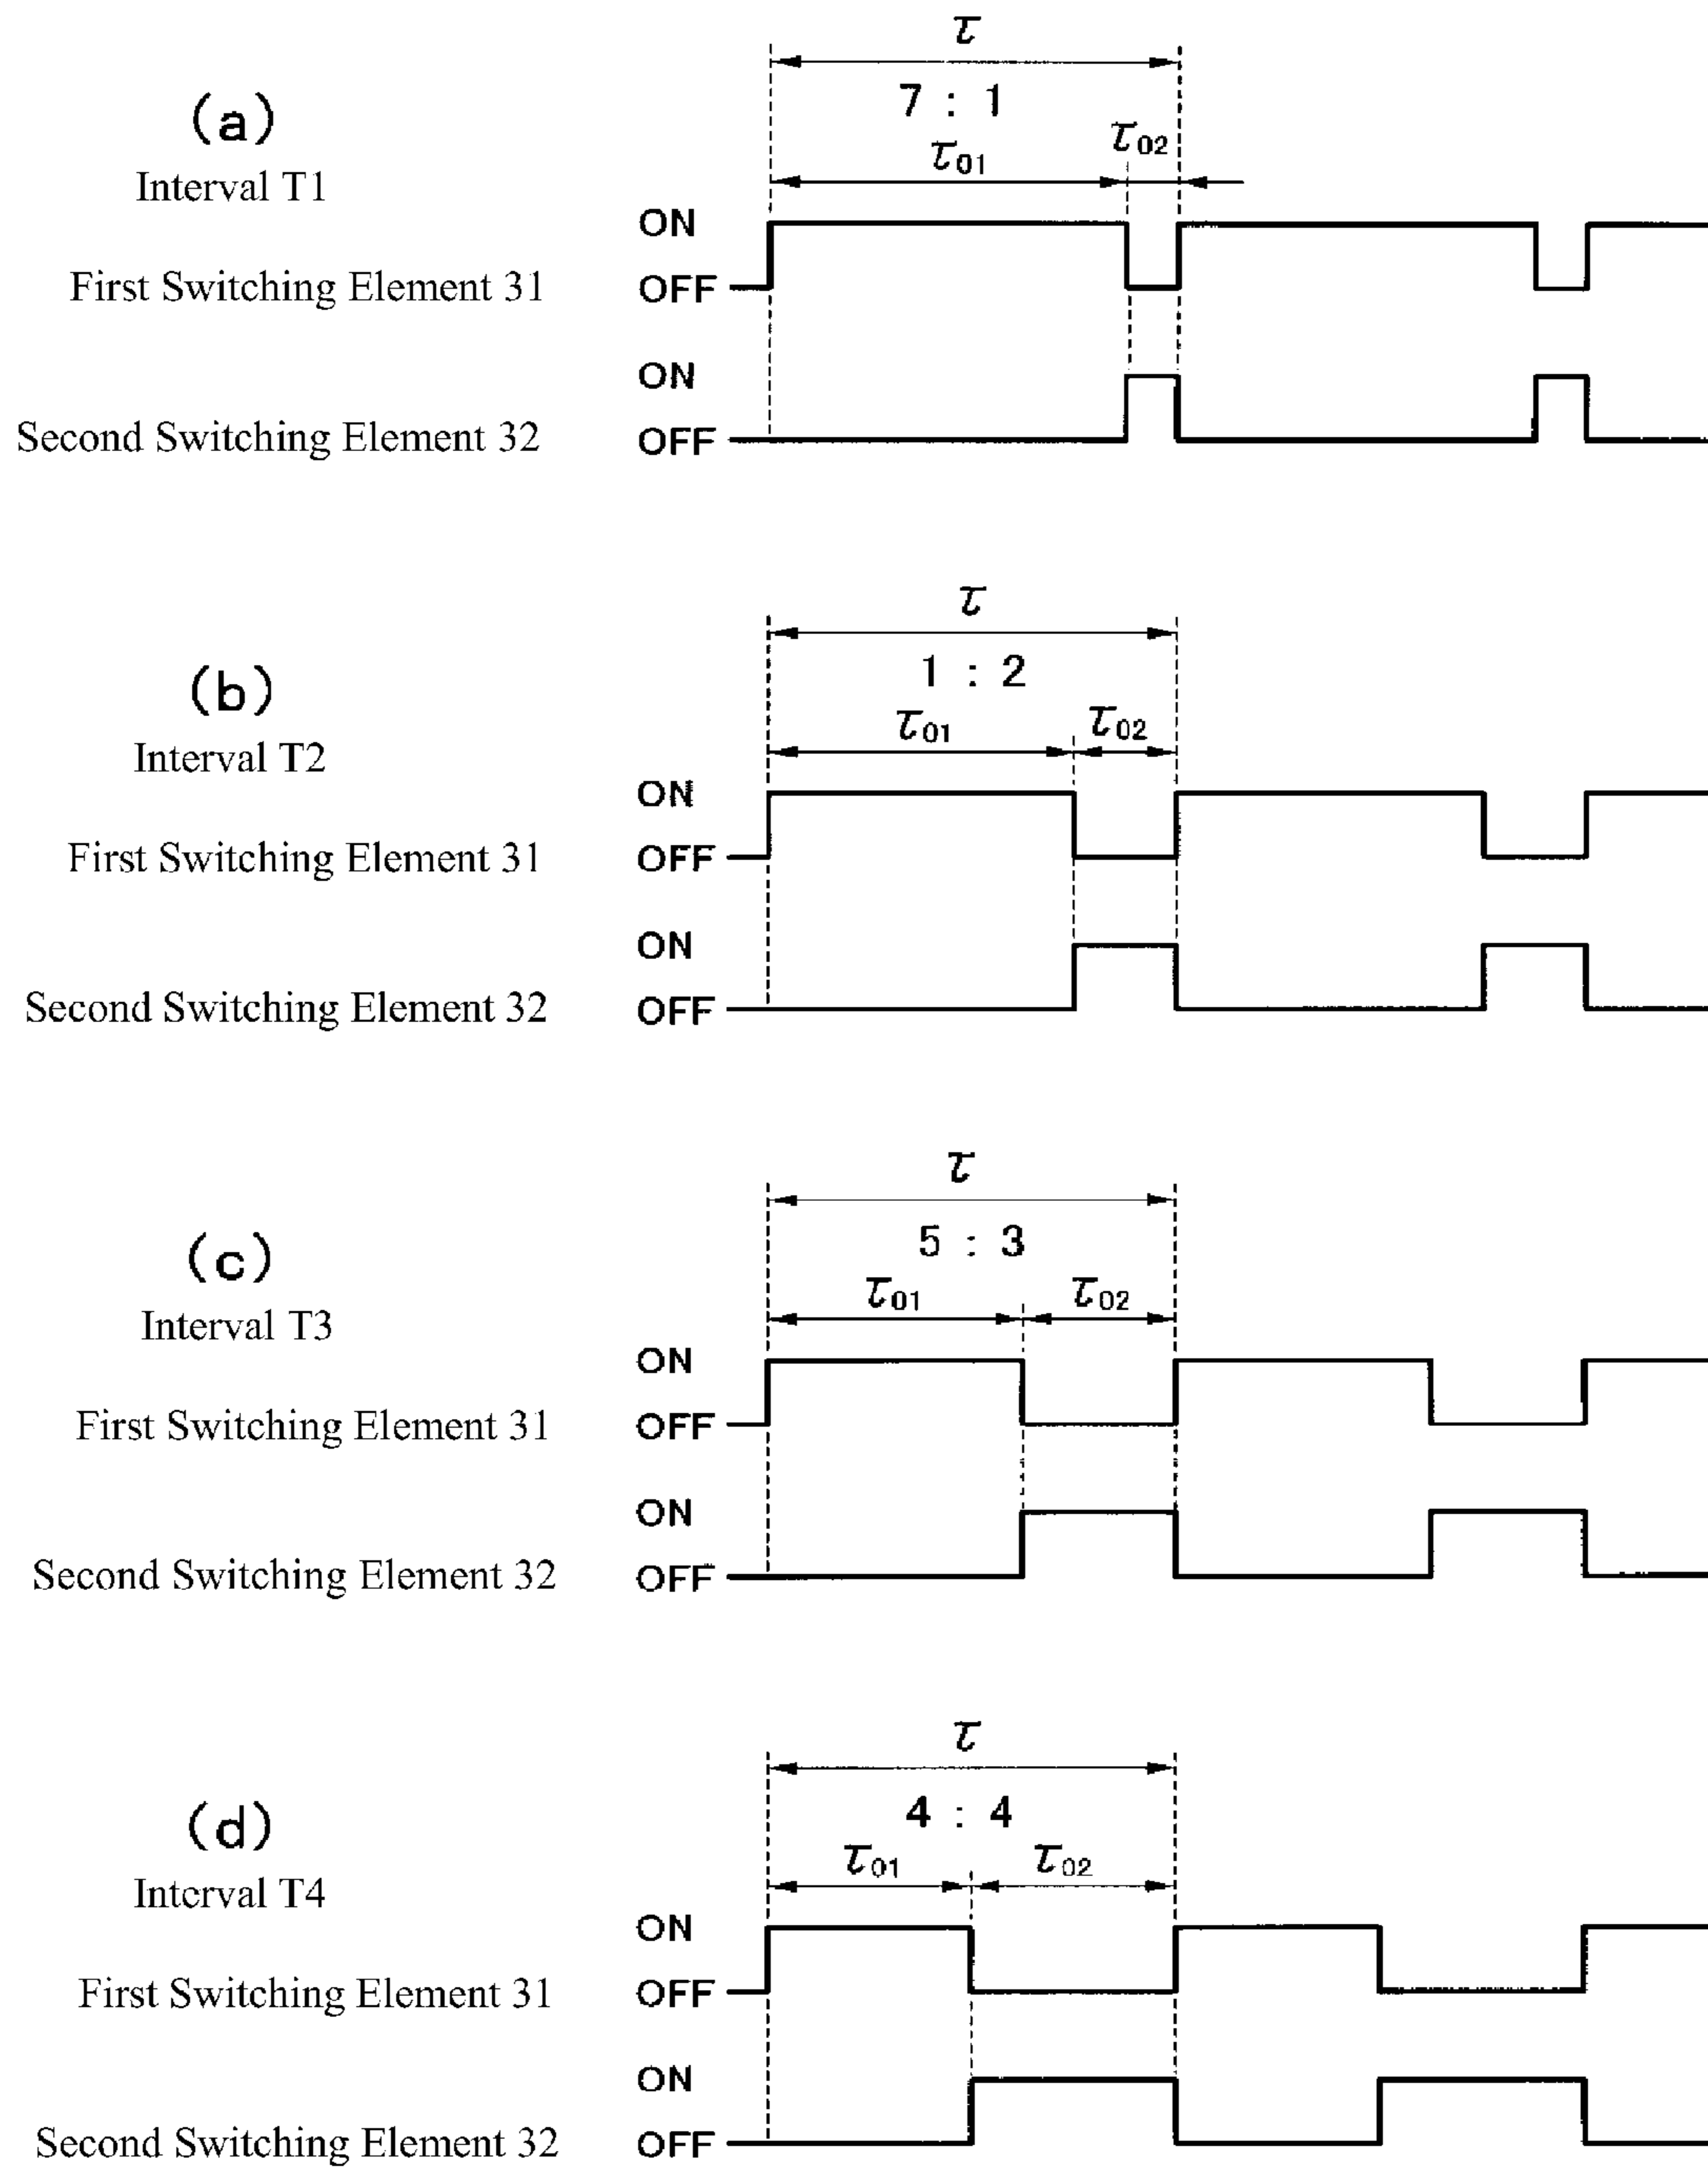 τ
(a)
7 : 1
τ02
τ01
Interval T1
ON
First Switching Element 31
OFF
ON
Second Switching Element 32
OFF
τ
(b)
1 : 2
τ01
τ02
Interval T2
ON
First Switching Element 31
OFF
ON
Second Switching Element 32
OFF
τ
(c)
5 : 3
τ01
τ02
Interval T3
ON
First Switching Element 31
OFF
ON
Second Switching Element 32
OFF
τ
(d)
4 : 4
τ01
τ02
Interval T4
ON
First Switching Element 31
OFF
ON
Second Switching Element 32
OFF